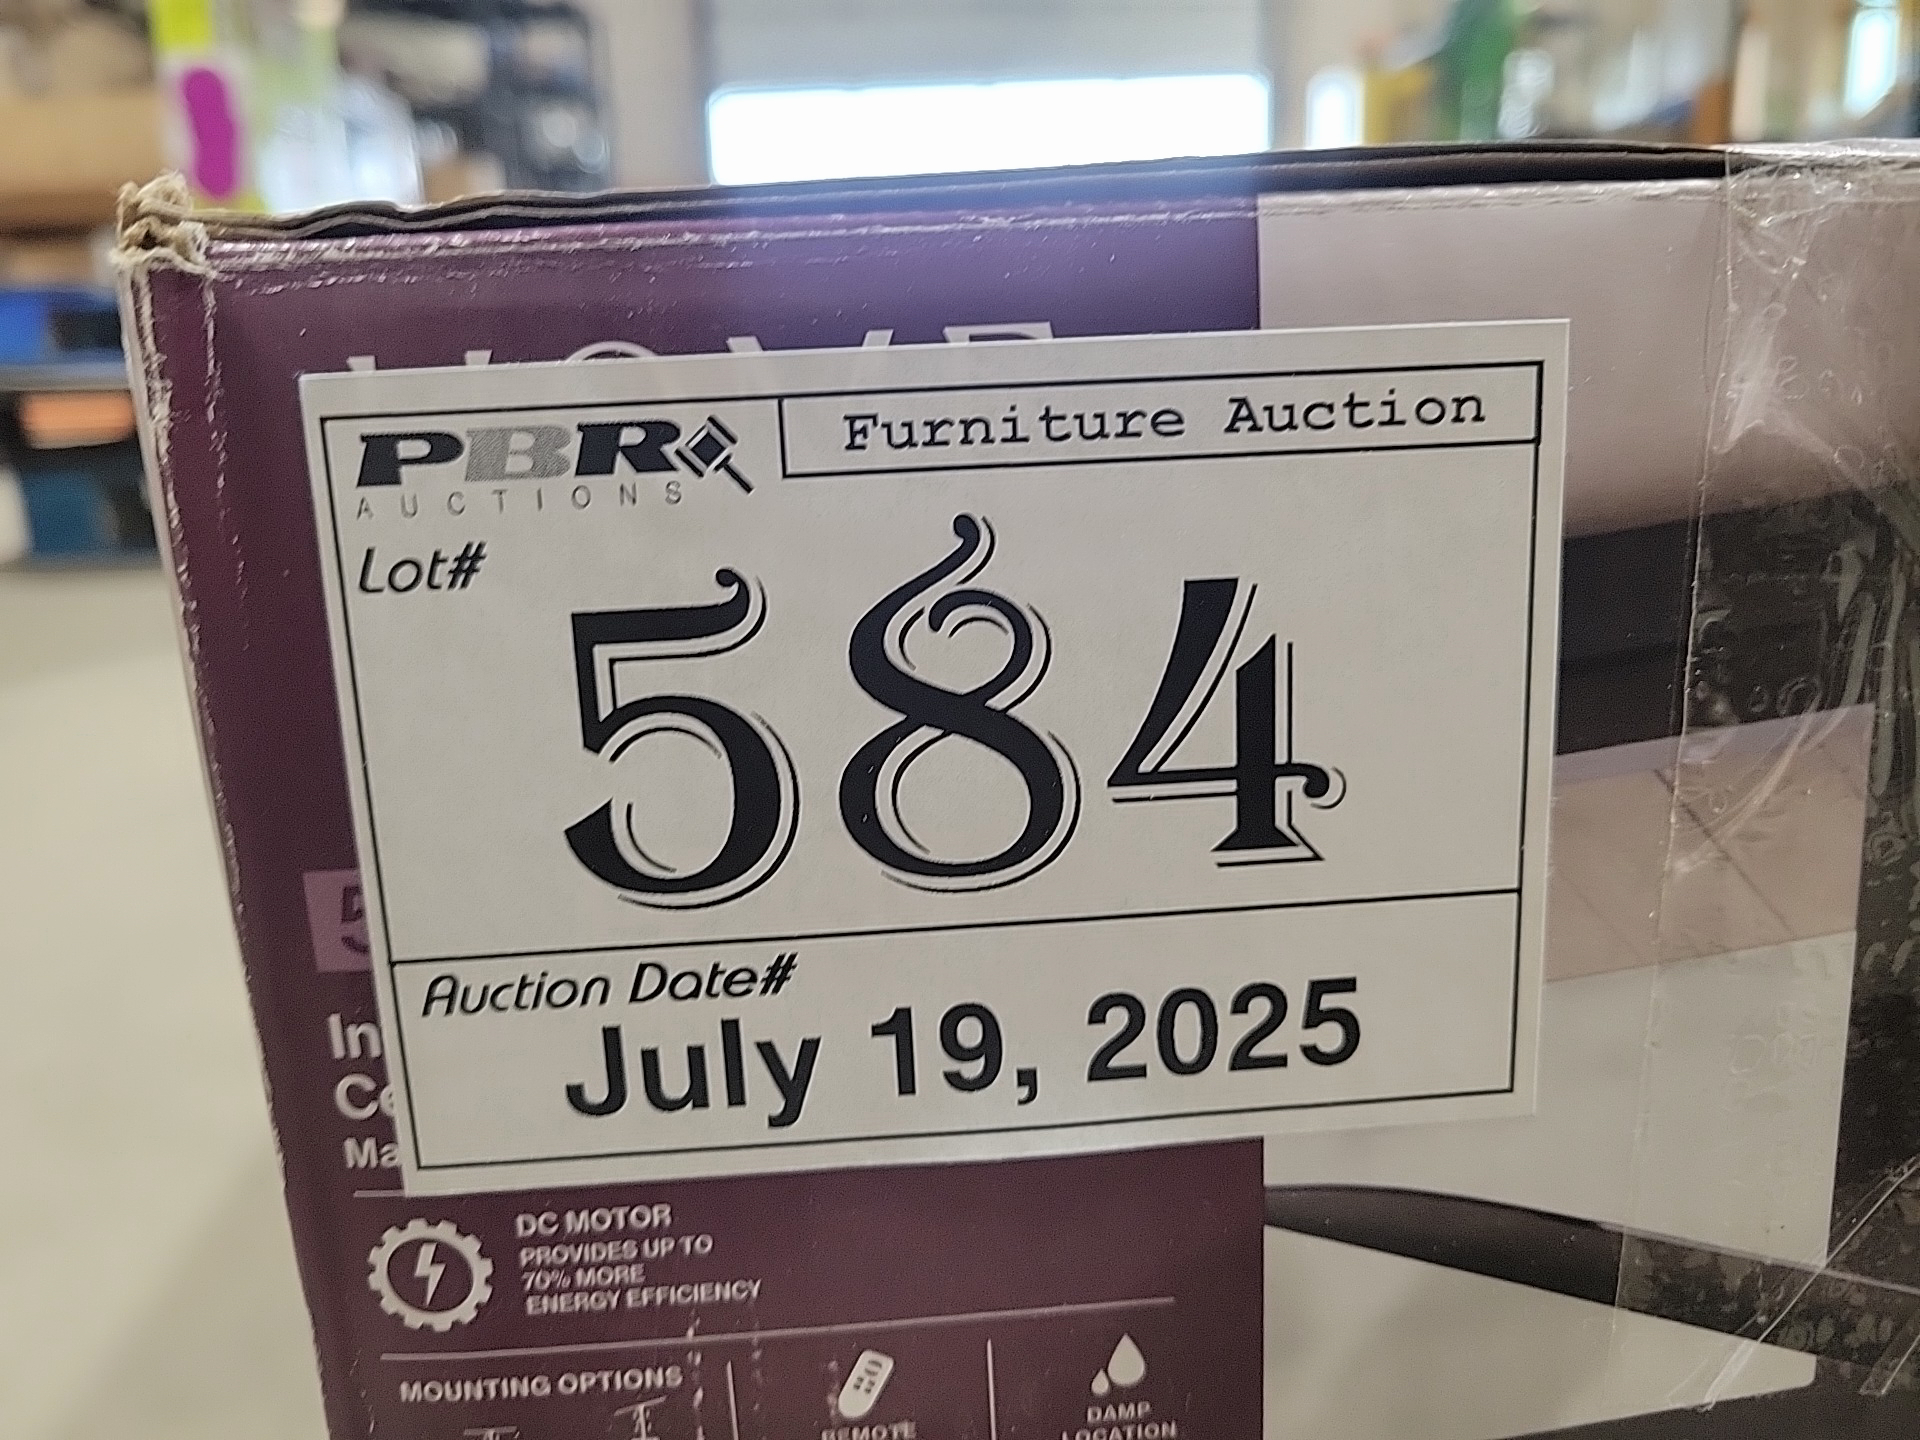 PBR
AUCTIONS
Furniture Auction
Lot#
584
Auction Date#
July 19, 2025
DC MOTOR
PROVIDES UP TO
70% MORE
ENERGY EFFICIENCY
MOUNTING OPTIONS
REMOTE
DAMP
LOCATION